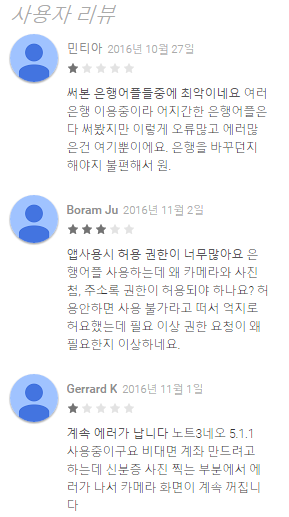 사용자 리뷰
민티아 2016년 10월 27일
써본 은행어플들중에 최악이네요 여러
은행 이용중이라 어지간한 은행어플은
다 써봤지만 이렇게 오류많고 에러많
은건 여기뿐이에요. 은행을 바꾸던지
해야지 불편해서 원.
Boram Ju 2016년 11월 2일
앱사용시 허용 권한이 너무많아요 은
행어플 사용하는데 왜 카메라와 사진
첩, 주소록 권한이 허용되야 하나요? 허
용안하면 사용 불가라고 떠서 억지로
허요했는데 필요 이상 권한 요청이 왜
필요한지 이상하네요.
Gerrard K 2016년 11월 1일
계속 에러가 납니다 노트3네오 5.1.1
사용중이구요 비대면 계좌 만드려고
하는데 신분증 사진 찍는 부분에서 에
러가 나서 카메라 화면이 계속 꺼집니
다